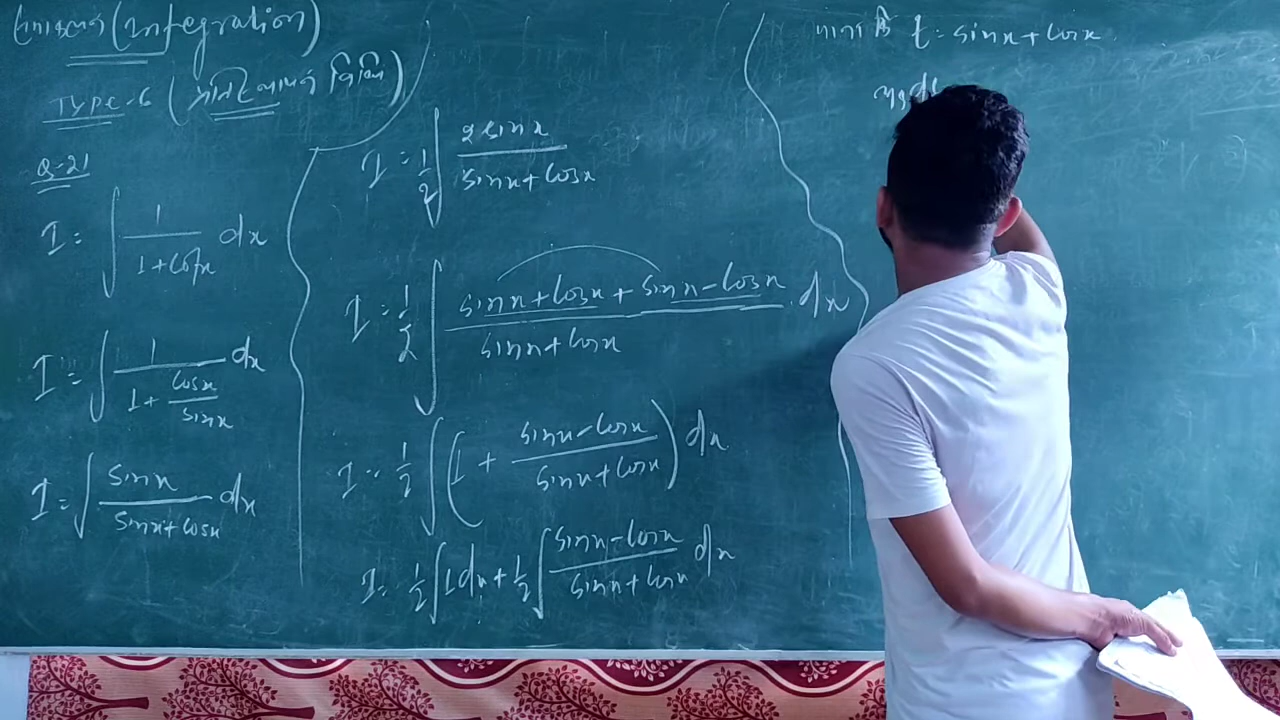 (Integration)
TYPE-6 (
Q-21
I = ∫ 1/(1+cotx) dx
I = ∫ 1/(1+ cosx/sinx) dx
I = ∫ sinx/(sinx+cosx) dx
I = 1/2 ∫ 2sinx/(sinx+cosx)
I = 1/2 ∫ (sinx+cosx+sinx-cosx)/(sinx+cosx) dx
I = 1/2 ∫ (1 + (sinx-cosx)/(sinx+cosx)) dx
I = 1/2 ∫ 1dx + 1/2 ∫ (sinx-cosx)/(sinx+cosx) dx
t = sinx+cosx